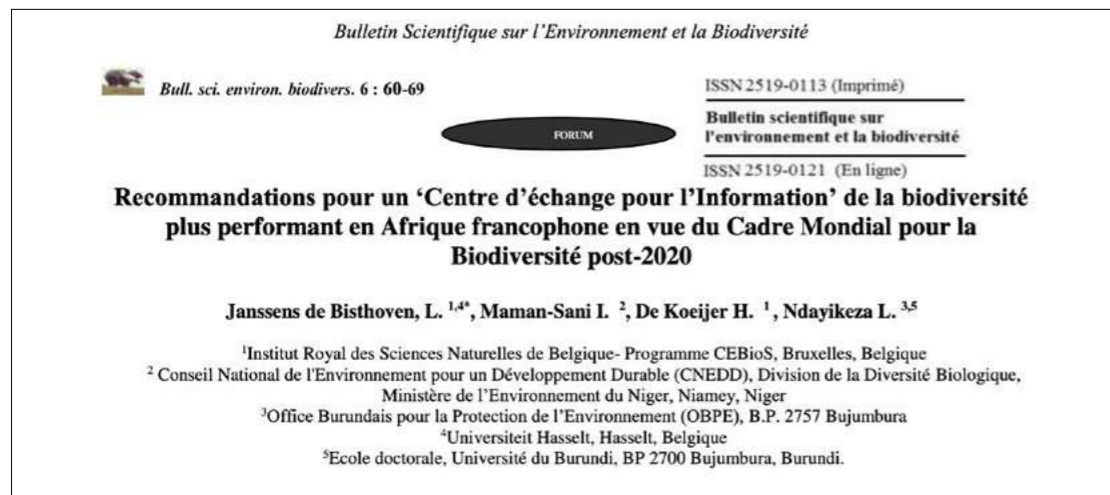 Bulletin Scientifique sur l'Environnement et la Biodiversité
Bull. sci. environ. biodivers. 6 : 60-69
ISSN 2519-0113 (Imprimé)
FORUM
Bulletin scientifique sur
l'environnement et la biodiversité
ISSN 2519-0121 (En ligne)
Recommandations pour un ‘Centre d’échange pour l’Information’ de la biodiversité
plus performant en Afrique francophone en vue du Cadre Mondial pour la
Biodiversité post-2020
Janssens de Bisthoven, L. 1,4*, Maman-Sani I. 2, De Koeijer H. 1 , Ndayikeza L. 3,5
1Institut Royal des Sciences Naturelles de Belgique- Programme CEBioS, Bruxelles, Belgique
2 Conseil National de l'Environnement pour un Développement Durable (CNEDD), Division de la Diversité Biologique,
Ministère de l’Environnement du Niger, Niamey, Niger
3Office Burundais pour la Protection de l’Environnement (OBPE), B.P. 2757 Bujumbura
4Universiteit Hasselt, Hasselt, Belgique
5Ecole doctorale, Université du Burundi, BP 2700 Bujumbura, Burundi.